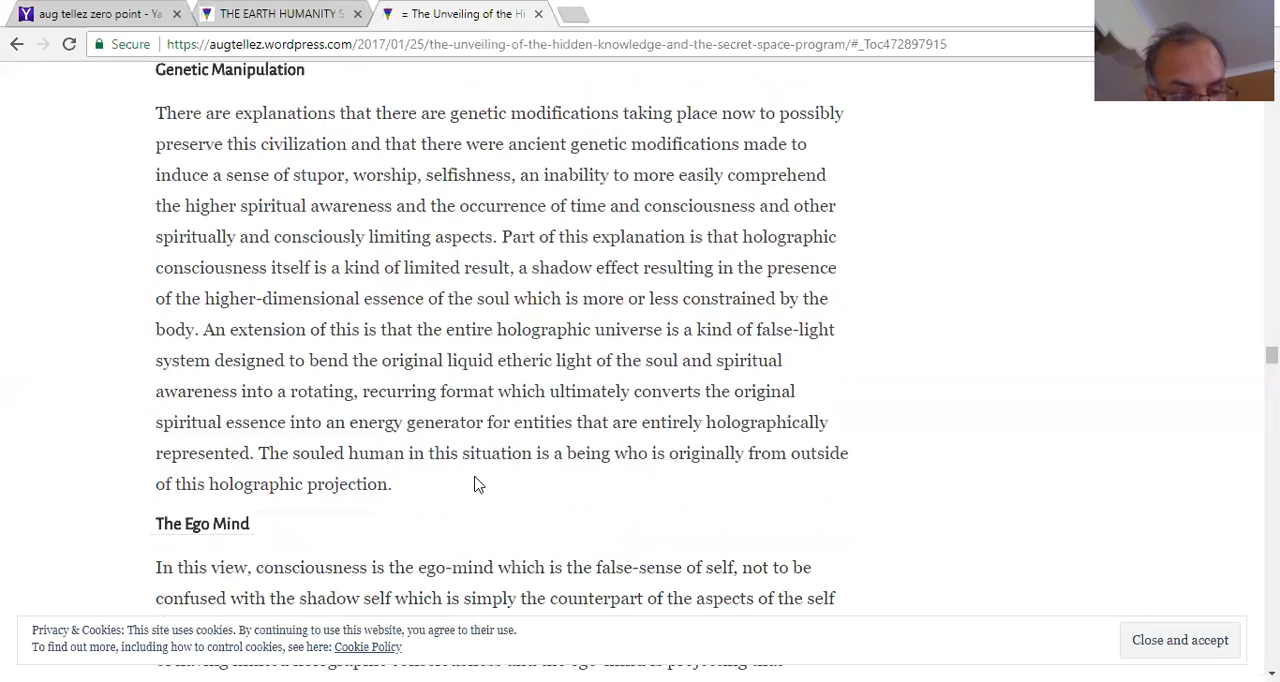 aug tellez zero point - Ya
THE EARTH HUMANITY S
= The Unveiling of the Hi
Secure
https://augtellez.wordpress.com/2017/01/25/the-unveiling-of-the-hidden-knowledge-and-the-secret-space-program/#_Toc472897915
Genetic Manipulation
There are explanations that there are genetic modifications taking place now to possibly
preserve this civilization and that there were ancient genetic modifications made to
induce a sense of stupor, worship, selfishness, an inability to more easily comprehend
the higher spiritual awareness and the occurrence of time and consciousness and other
spiritually and consciously limiting aspects. Part of this explanation is that holographic
consciousness itself is a kind of limited result, a shadow effect resulting in the presence
of the higher-dimensional essence of the soul which is more or less constrained by the
body. An extension of this is that the entire holographic universe is a kind of false-light
system designed to bend the original liquid etheric light of the soul and spiritual
awareness into a rotating, recurring format which ultimately converts the original
spiritual essence into an energy generator for entities that are entirely holographically
represented. The souled human in this situation is a being who is originally from outside
of this holographic projection.
The Ego Mind
In this view, consciousness is the ego-mind which is the false-sense of self, not to be
confused with the shadow self which is simply the counterpart of the aspects of the self
Privacy & Cookies: This site uses cookies. By continuing to use this website, you agree to their use.
To find out more, including how to control cookies, see here: Cookie Policy
Close and accept